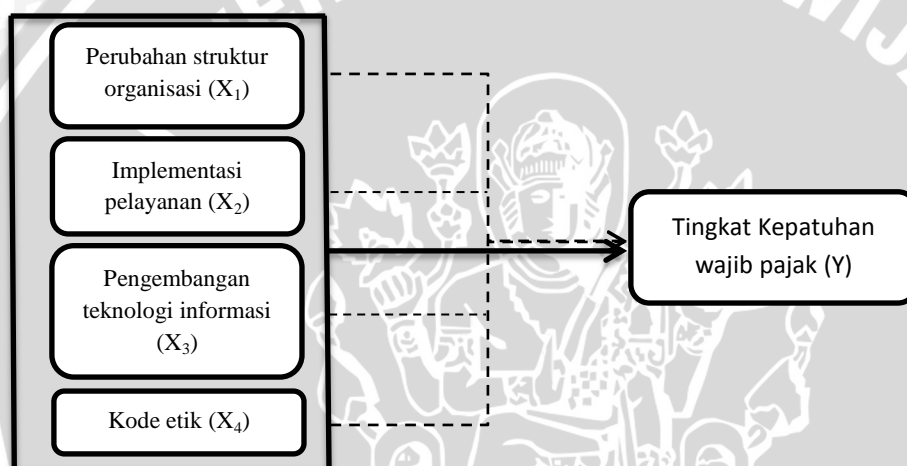 Perubahan struktur
organisasi (X₁)
Implementasi
pelayanan (X₂)
Pengembangan
teknologi informasi
(X₃)
Kode etik (X₄)
Tingkat Kepatuhan
wajib pajak (Y)